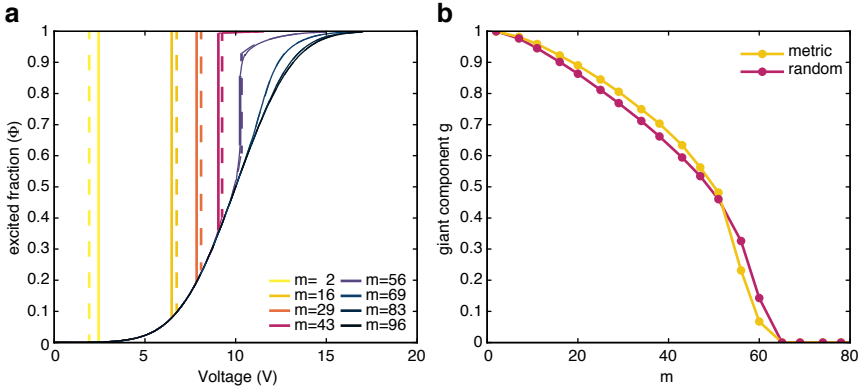 a
excited fraction (Φ)
1
0.9
0.8
0.7
0.6
0.5
0.4
0.3
0.2
0.1
0
0 5 10 15 20
Voltage (V)
m= 2 m=56
m=16 m=69
m=29 m=83
m=43 m=96
b
giant component g
1
0.9
0.8
0.7
0.6
0.5
0.4
0.3
0.2
0.1
0
0 20 40 60 80
m
metric
random